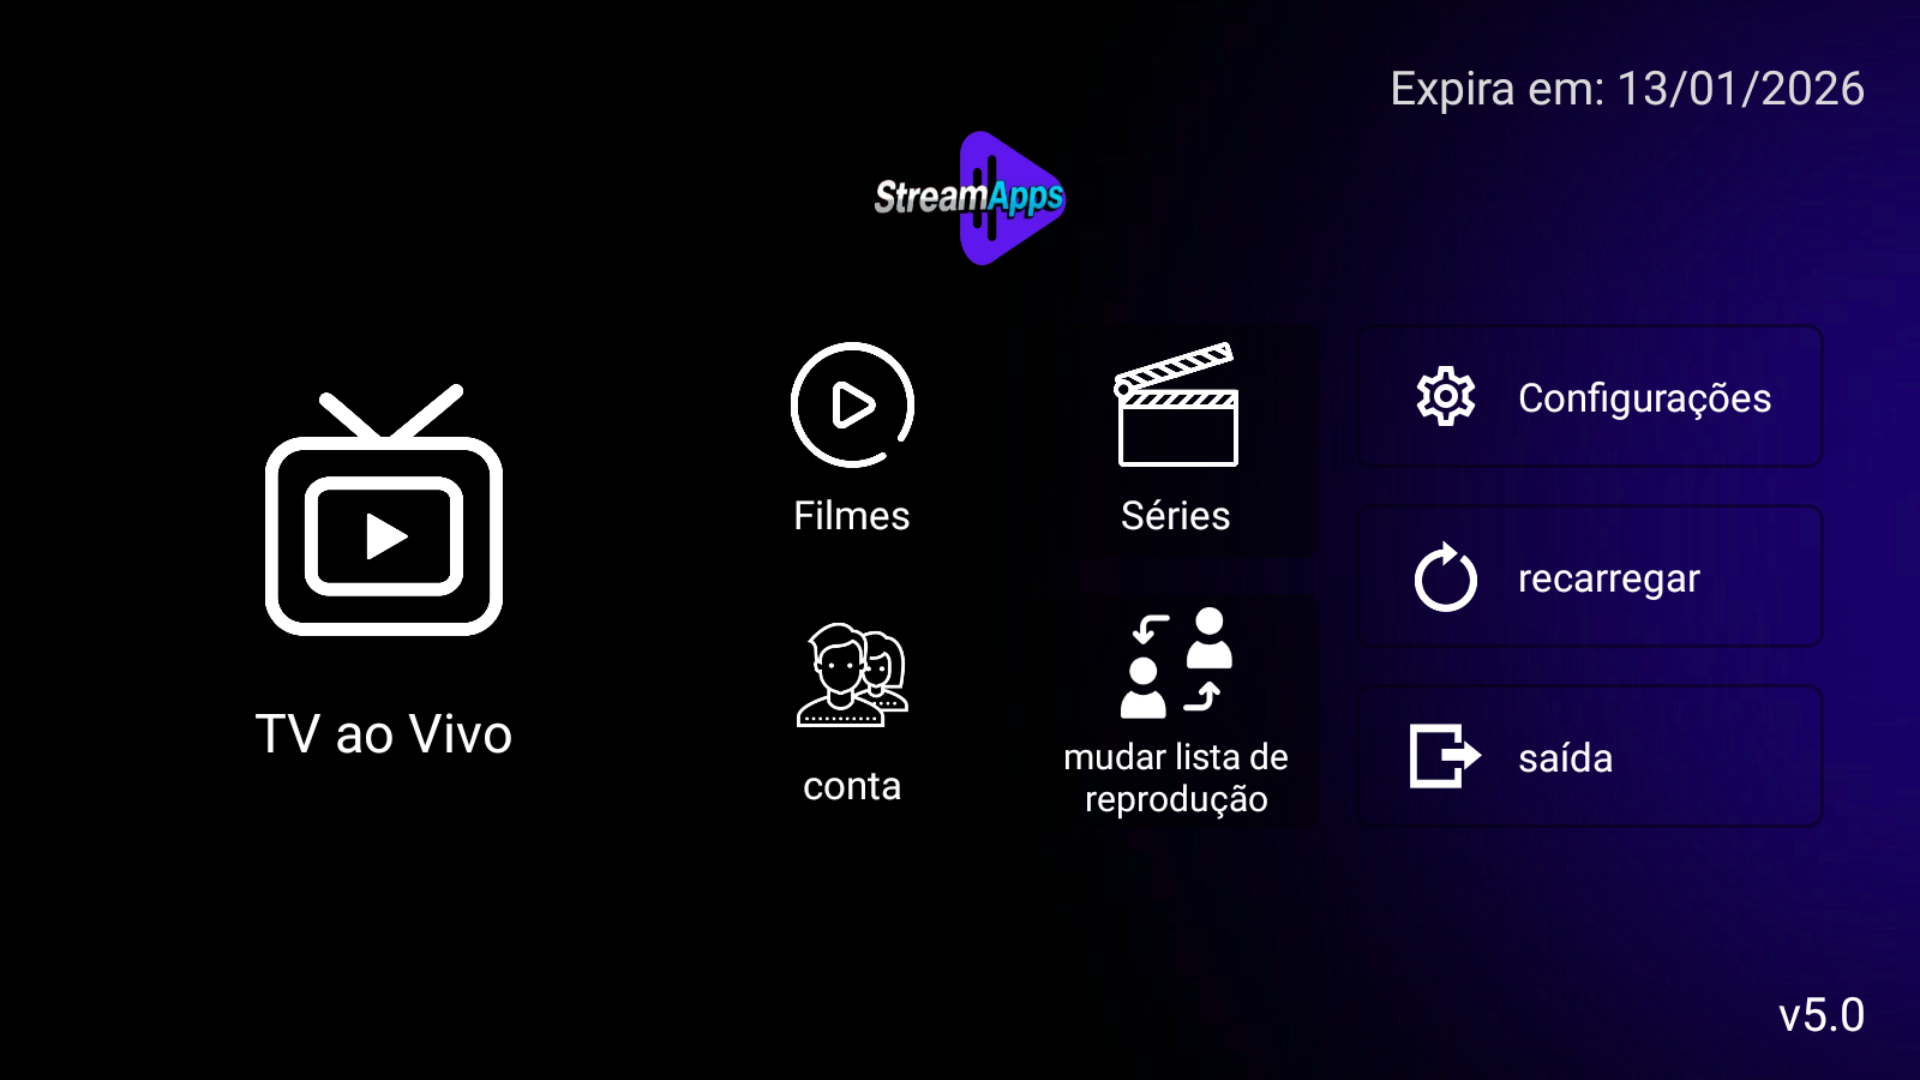 Expira em: 13/01/2026
StreamApps
Filmes
Séries
Configurações
recarregar
TV ao Vivo
conta
mudar lista de
reprodução
saída
v5.0